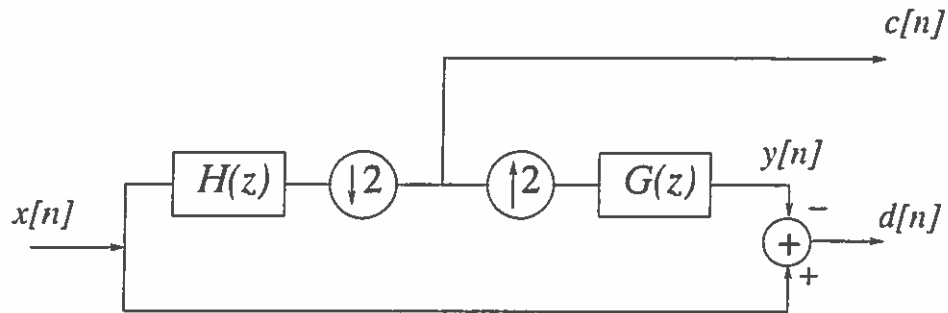 c[n]
H(z)
↓2
↑2
G(z)
y[n]
x[n]
−
+
d[n]
+